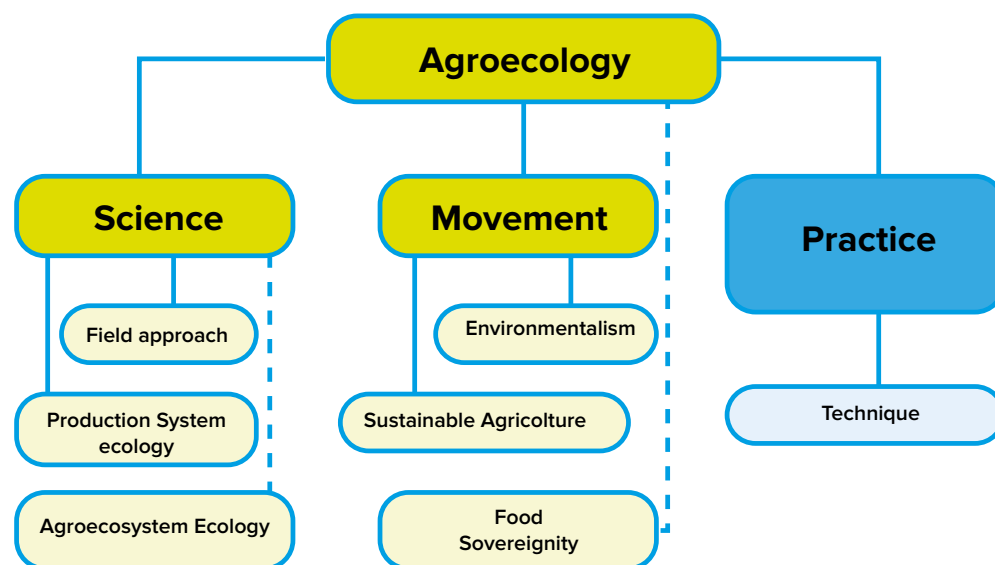 Agroecology
Science
Movement
Practice
Field approach
Environmentalism
Production System
ecology
Sustainable Agricolture
Technique
Agroecosystem Ecology
Food
Sovereignity